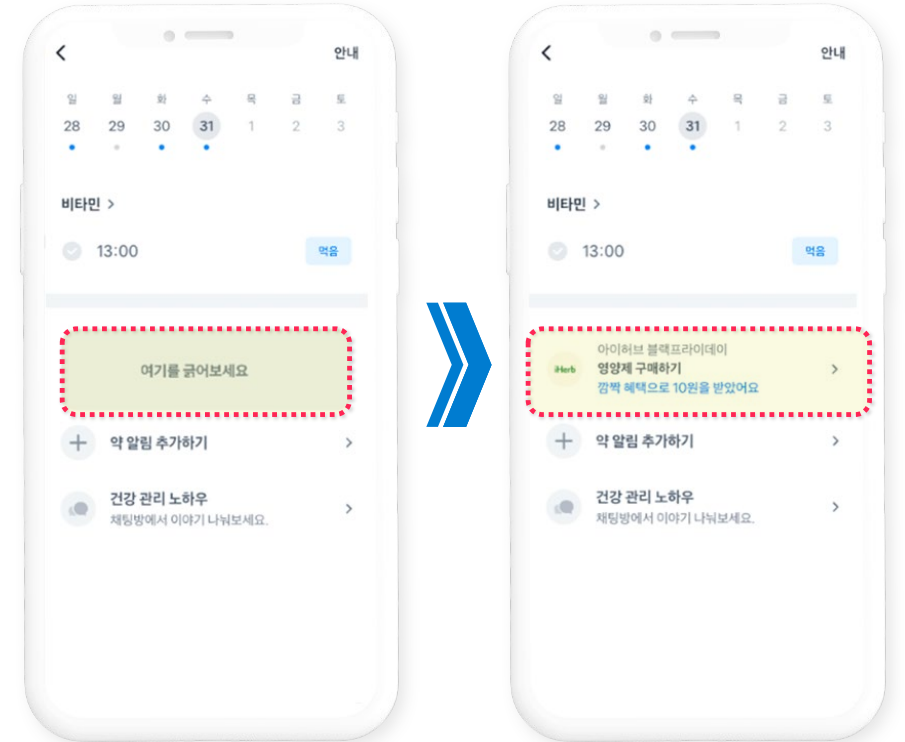 안내
일 월 화 수 목 금 토
28 29 30 31 1 2 3
비타민 >
13:00 먹음
여기를 긁어보세요
약 알림 추가하기
건강 관리 노하우
채팅방에서 이야기 나눠보세요.
안내
일 월 화 수 목 금 토
28 29 30 31 1 2 3
비타민 >
13:00 먹음
아이허브 블랙프라이데이
iHerb 영양제 구매하기
깜짝 혜택으로 10원을 받았어요
약 알림 추가하기
건강 관리 노하우
채팅방에서 이야기 나눠보세요.